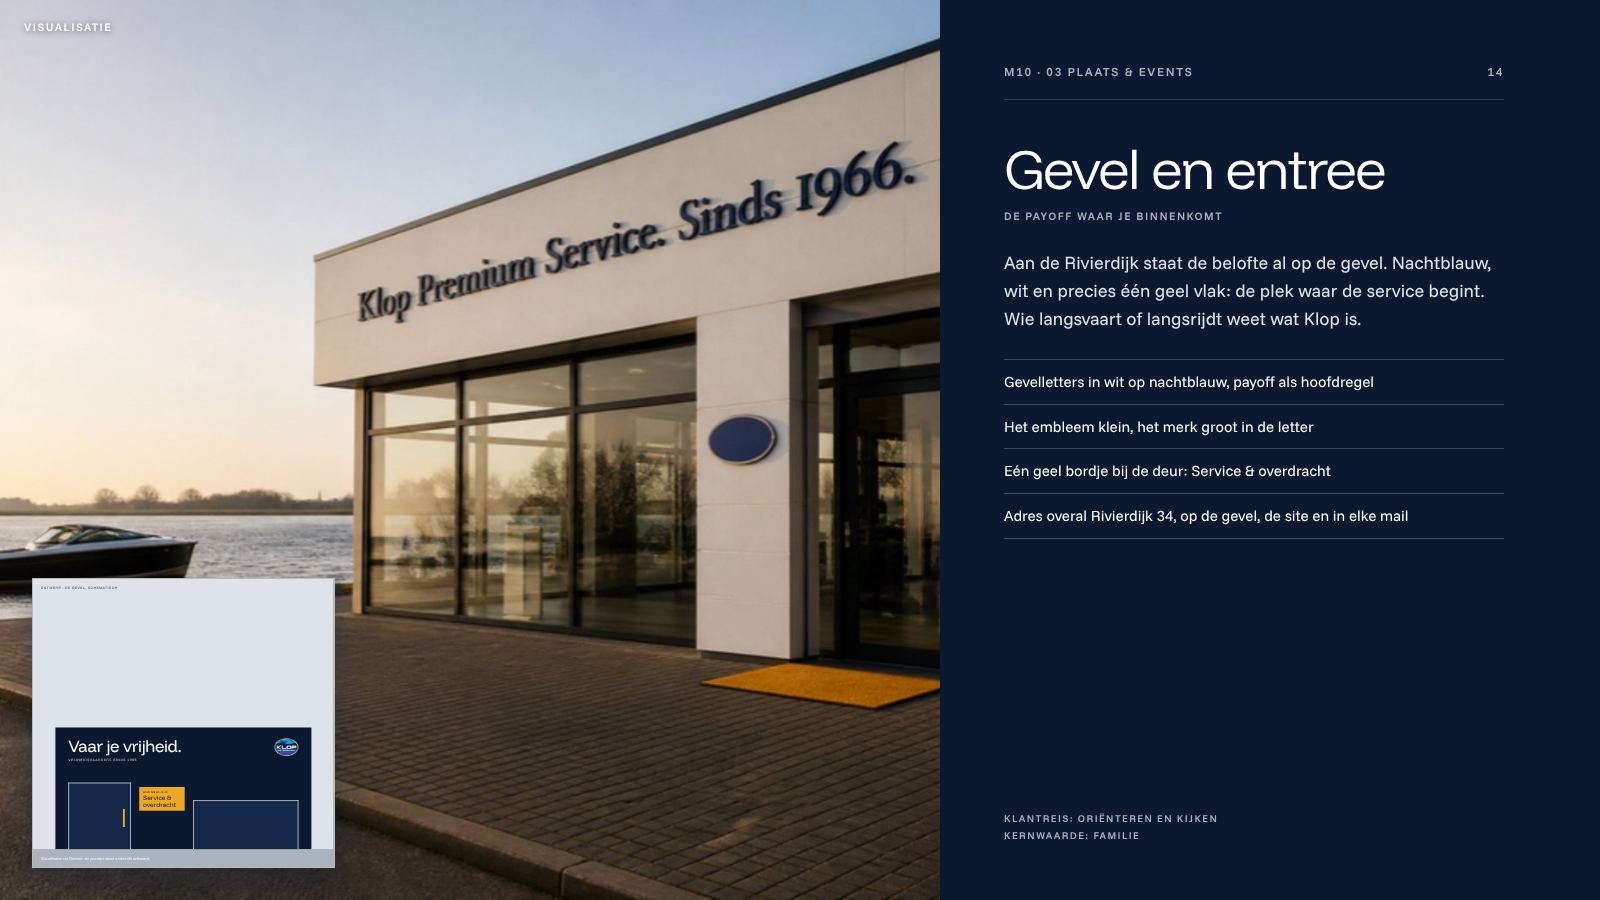 VISUALISATIE
Klop Premium Service. Sinds 1966.
ONTWERP · DE GEVEL, SCHEMATISCH
Vaar je vrijheid.
KLOP
Service &
overdracht
M10 · 03 PLAATS & EVENTS
14
Gevel en entree
DE PAYOFF WAAR JE BINNENKOMT
Aan de Rivierdijk staat de belofte al op de gevel. Nachtblauw,
wit en precies één geel vlak: de plek waar de service begint.
Wie langsvaart of langsrijdt weet wat Klop is.
Gevelletters in wit op nachtblauw, payoff als hoofdregel
Het embleem klein, het merk groot in de letter
Eén geel bordje bij de deur: Service & overdracht
Adres overal Rivierdijk 34, op de gevel, de site en in elke mail
KLANTREIS: ORIËNTEREN EN KIJKEN
KERNWAARDE: FAMILIE